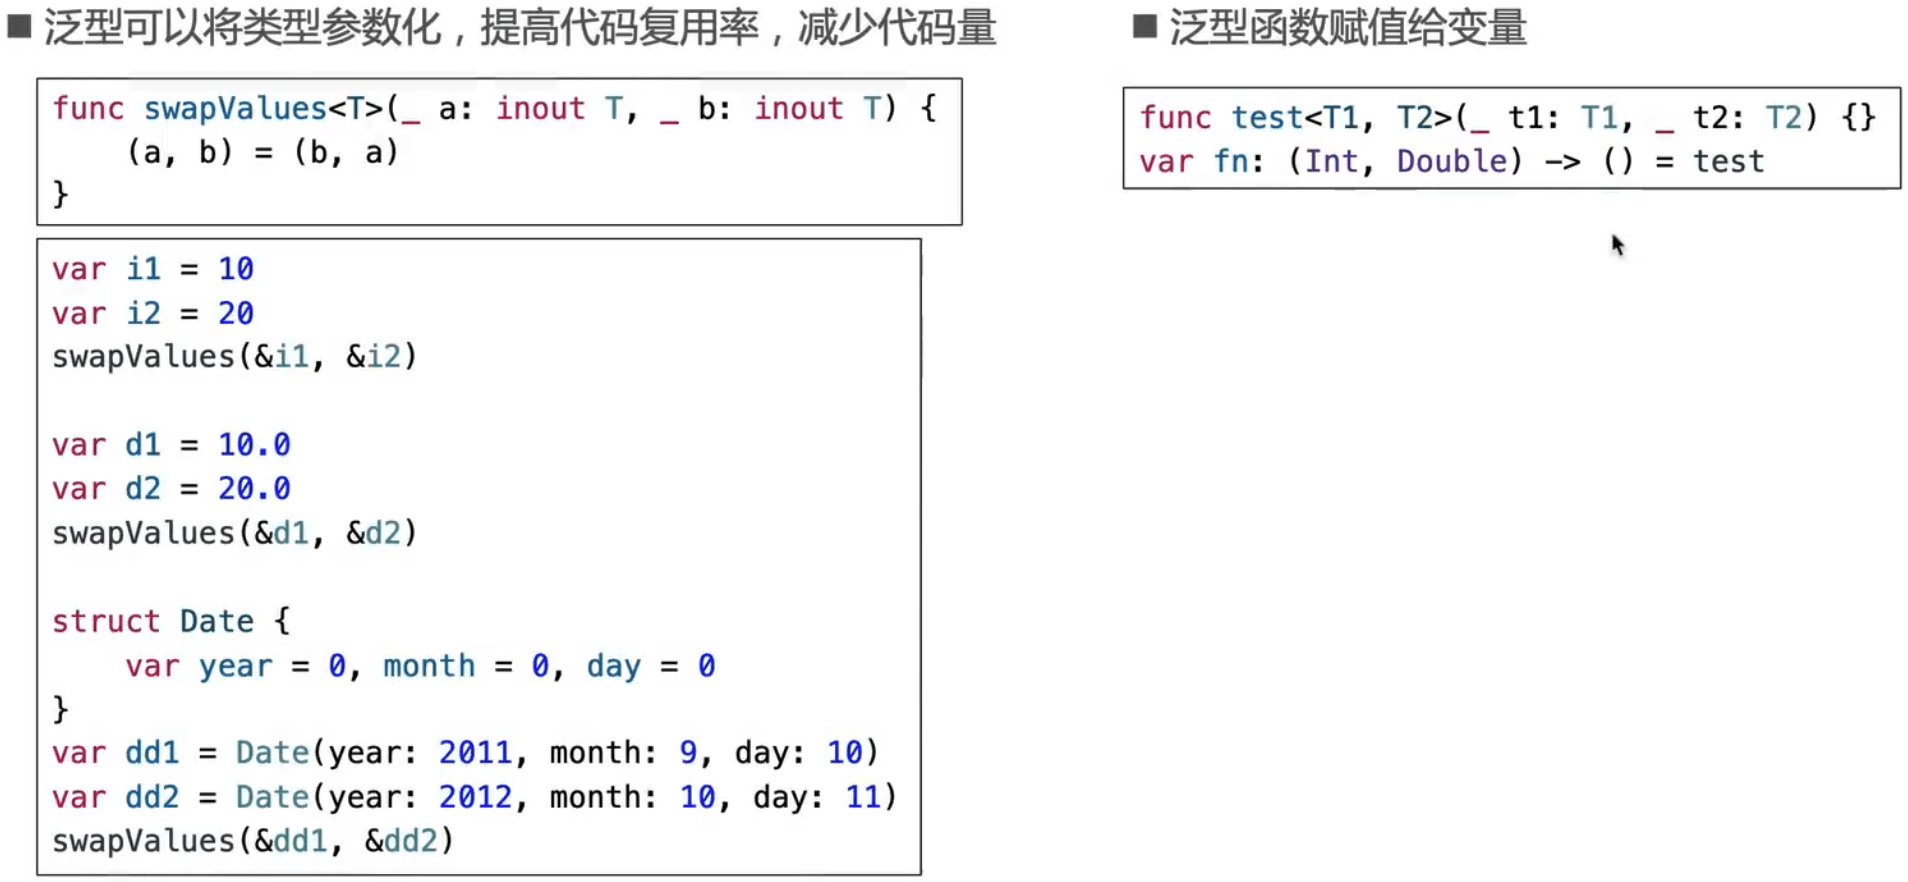 ■ 泛型可以将类型参数化，提高代码复用率，减少代码量
func swapValues<T>(_ a: inout T, _ b: inout T) {
    (a, b) = (b, a)
}
var i1 = 10
var i2 = 20
swapValues(&i1, &i2)
var d1 = 10.0
var d2 = 20.0
swapValues(&d1, &d2)
struct Date {
    var year = 0, month = 0, day = 0
}
var dd1 = Date(year: 2011, month: 9, day: 10)
var dd2 = Date(year: 2012, month: 10, day: 11)
swapValues(&dd1, &dd2)
■ 泛型函数赋值给变量
func test<T1, T2>(_ t1: T1, _ t2: T2) {}
var fn: (Int, Double) -> () = test